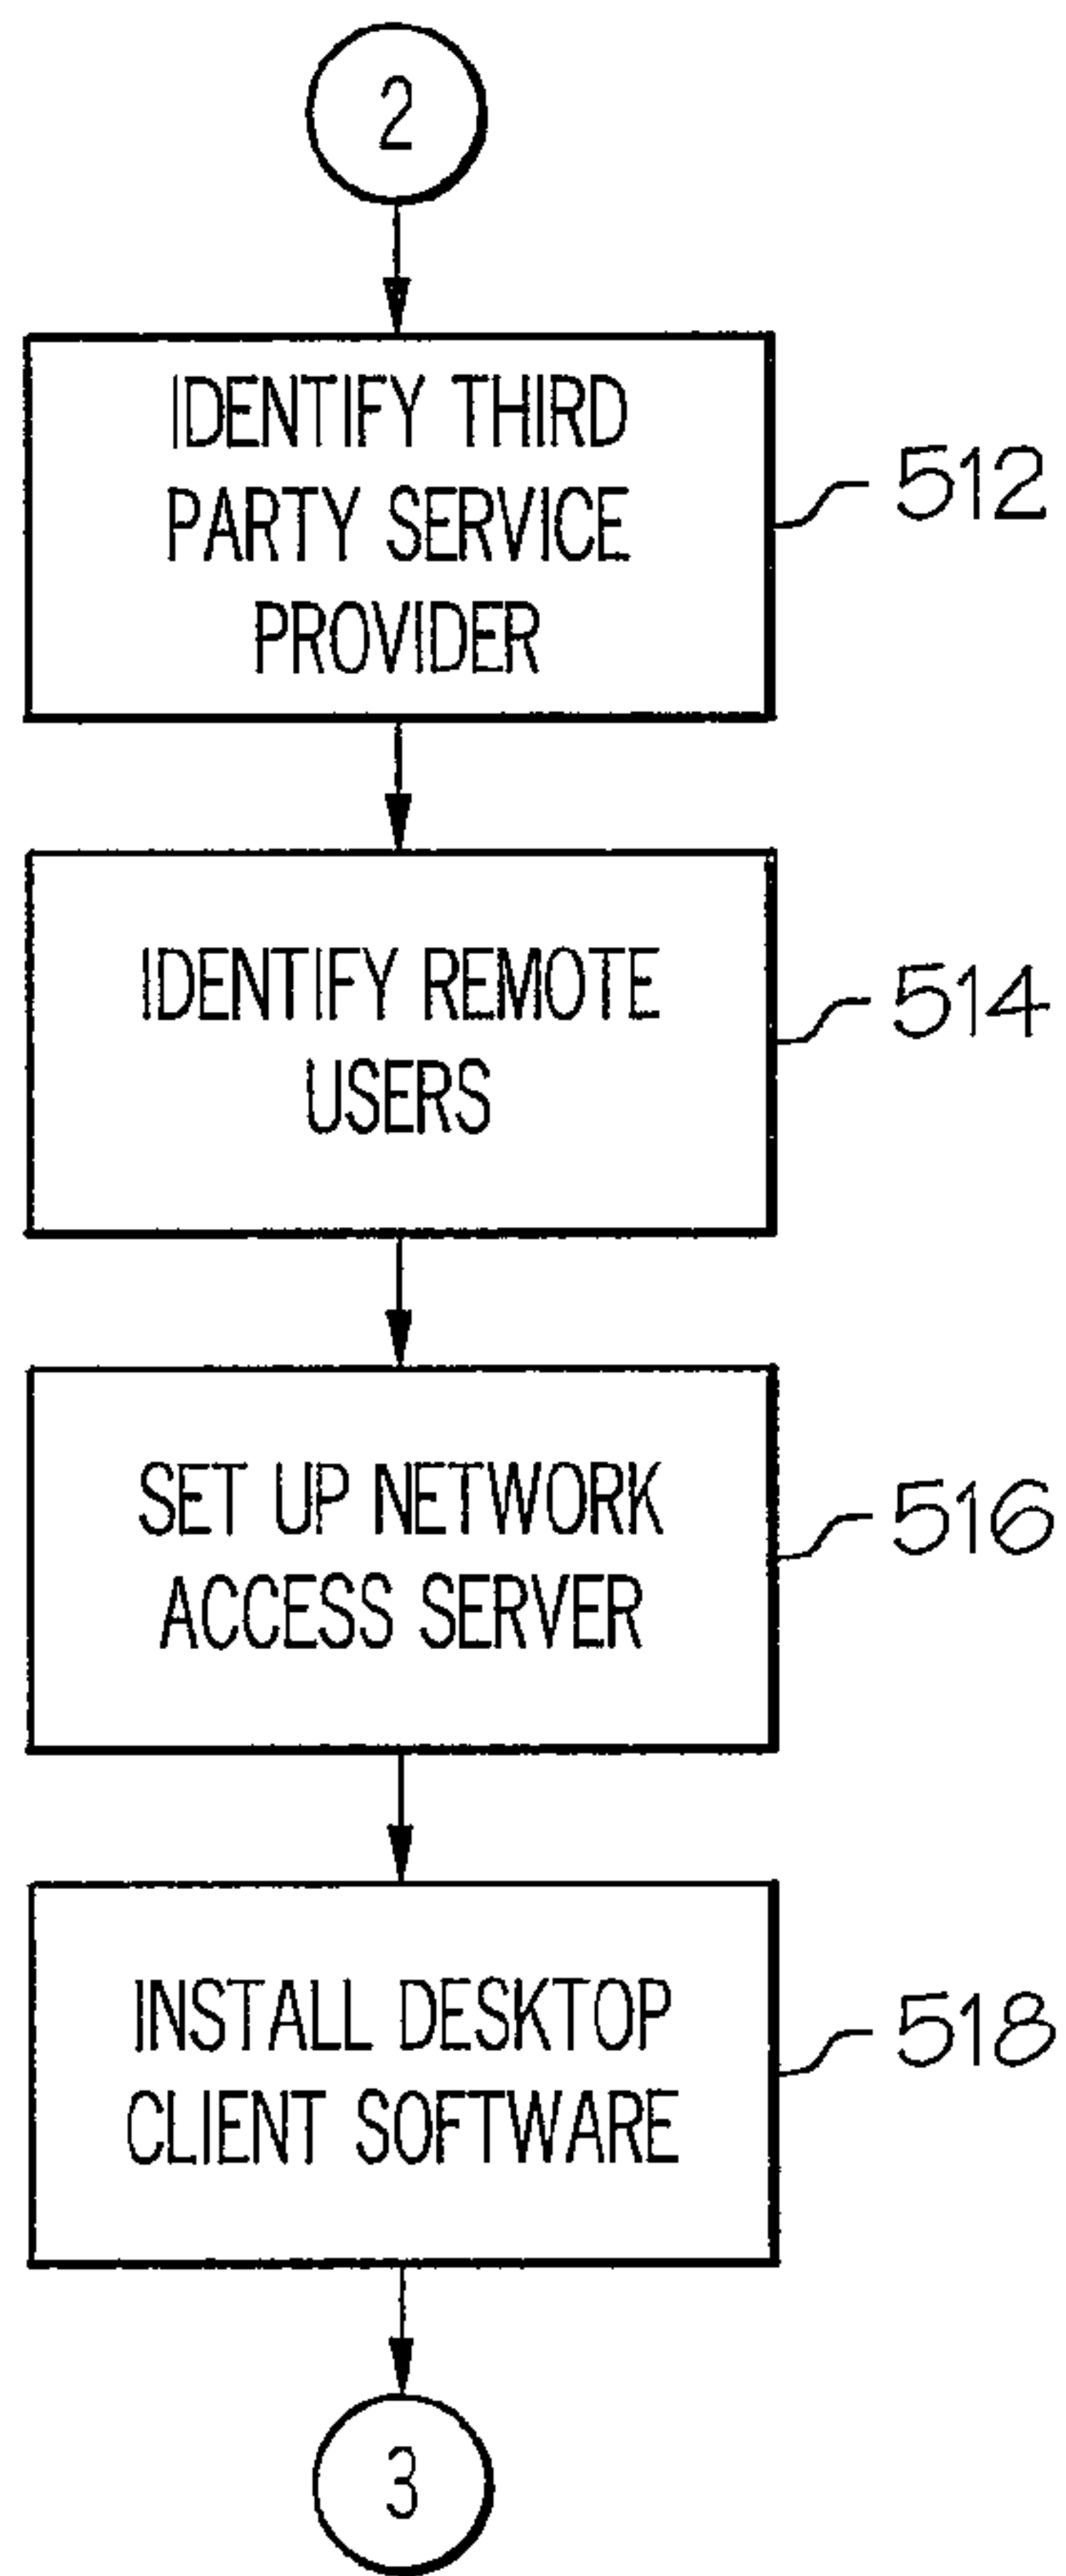 2
IDENTIFY THIRD
PARTY SERVICE
PROVIDER
512
IDENTIFY REMOTE
USERS
514
SET UP NETWORK
ACCESS SERVER
516
INSTALL DESKTOP
CLIENT SOFTWARE
518
3